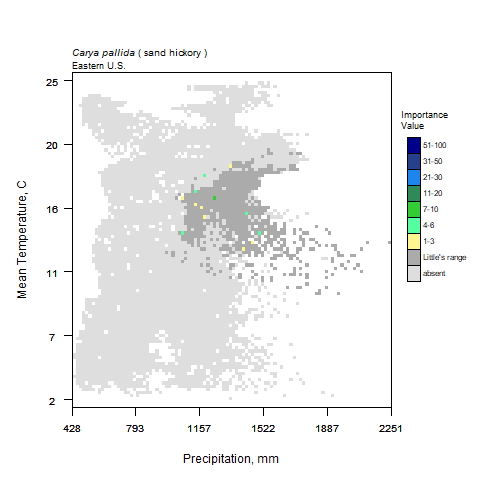 Carya pallida ( sand hickory )
Eastern U.S.
25
20
16
11
7
2
Mean Temperature, C
428
793
1157
1522
1887
2251
Precipitation, mm
Importance
Value
51-100
31-50
21-30
11-20
7-10
4-6
1-3
Little's range
absent